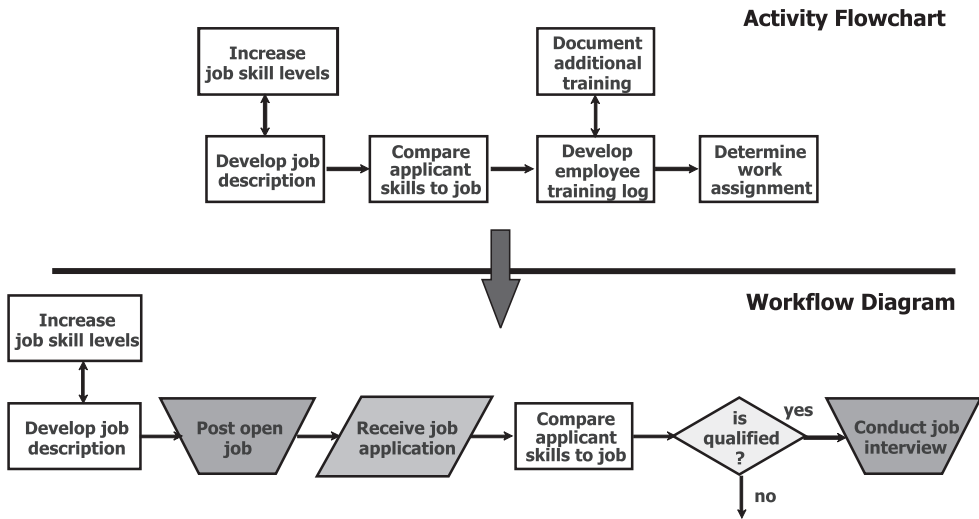 Activity Flowchart
Increase
job skill levels
Document
additional
training
Develop job
description
Compare
applicant
skills to job
Develop
employee
training log
Determine
work
assignment
Workflow Diagram
Increase
job skill levels
Develop job
description
Post open
job
Receive job
application
Compare
applicant
skills to job
is
qualified
?
yes
no
Conduct job
interview